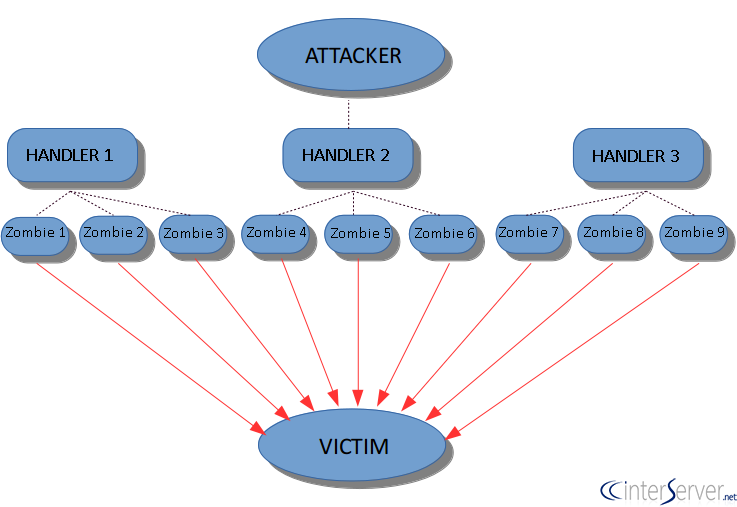 ATTACKER
HANDLER 1
HANDLER 2
HANDLER 3
Zombie 1
Zombie 2
Zombie 3
Zombie 4
Zombie 5
Zombie 6
Zombie 7
Zombie 8
Zombie 9
VICTIM
interServer.net